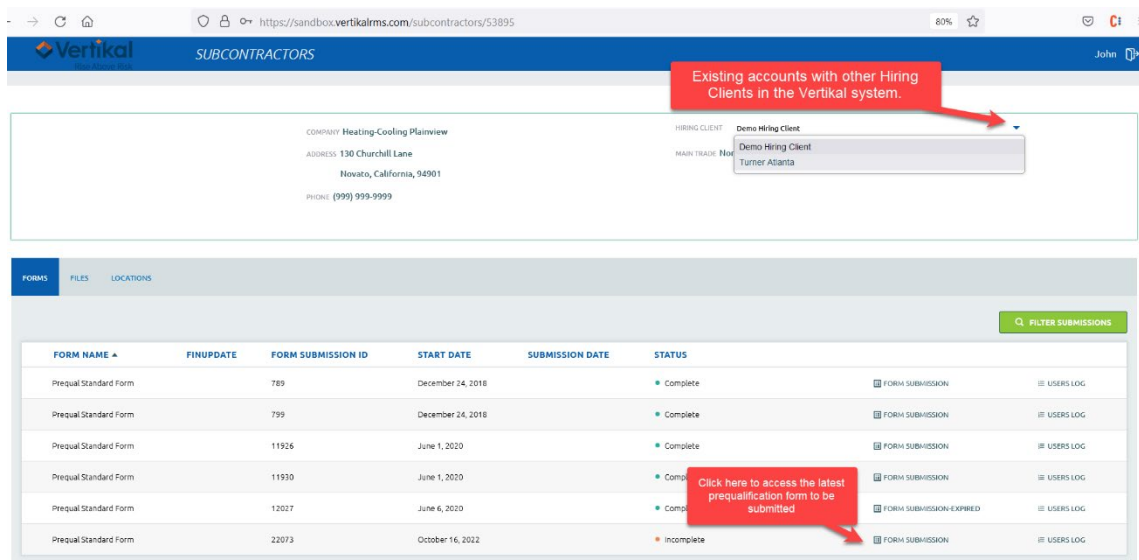 https://sandbox.vertikalrms.com/subcontractors/53895
80%
Vertikal
Rise Above Risk
SUBCONTRACTORS
John
Existing accounts with other Hiring
Clients in the Vertikal system.
COMPANY Heating-Cooling Plainview
HIRING CLIENT Demo Hiring Client
ADDRESS 130 Churchill Lane
Novato, California, 94901
PHONE (999) 999-9999
MAIN TRADE
Demo Hiring Client
Turner Atlanta
FORMS FILES LOCATIONS
FILTER SUBMISSIONS
FORM NAME FINUPDATE FORM SUBMISSION ID START DATE SUBMISSION DATE STATUS
Prequal Standard Form 789 December 24, 2018 Complete FORM SUBMISSION USERS LOG
Prequal Standard Form 799 December 24, 2018 Complete FORM SUBMISSION USERS LOG
Prequal Standard Form 11926 June 1, 2020 Complete FORM SUBMISSION USERS LOG
Prequal Standard Form 11930 June 1, 2020 FORM SUBMISSION USERS LOG
Click here to access the latest
prequalification form to be
submitted
Prequal Standard Form 12027 June 6, 2020 FORM SUBMISSION-EXPIRED USERS LOG
Prequal Standard Form 22073 October 16, 2022 Incomplete FORM SUBMISSION USERS LOG